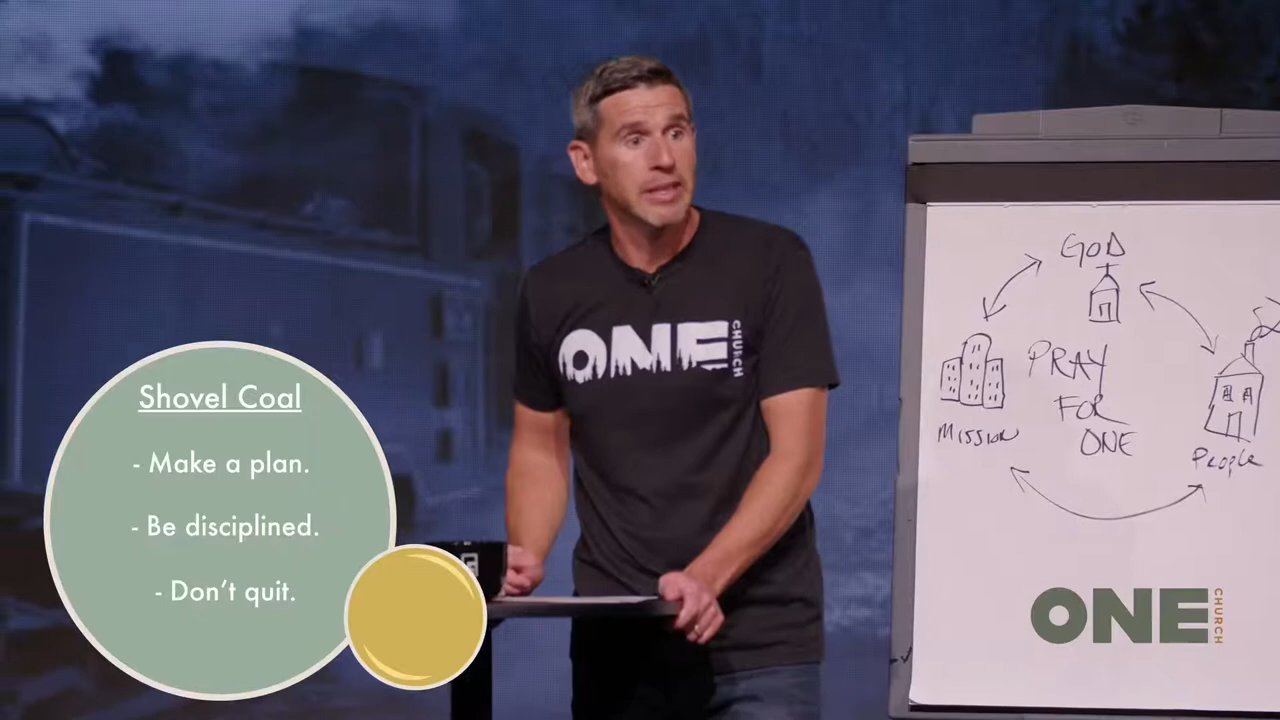 Shovel Coal
- Make a plan.
- Be disciplined.
- Don't quit.
ONE CHURCH
GOD
PRAY
FOR
ONE
MISSION
People
ONE CHURCH